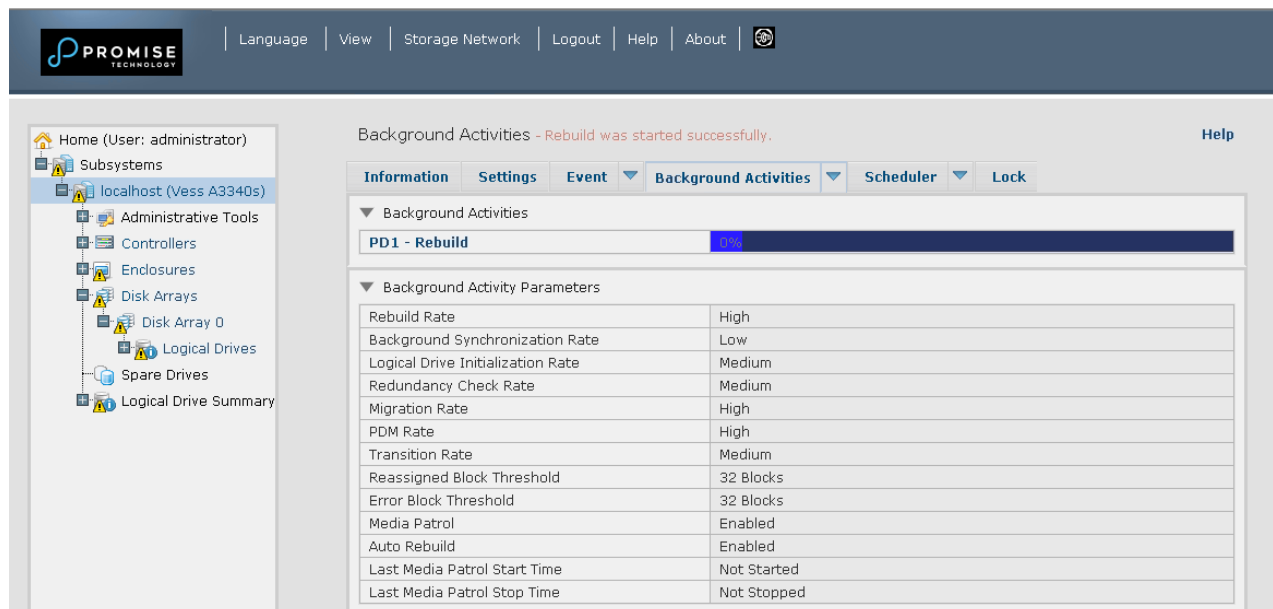 PROMISE
TECHNOLOGY
Language View Storage Network Logout Help About
Home (User: administrator)
Subsystems
localhost (Vess A3340s)
Administrative Tools
Controllers
Enclosures
Disk Arrays
Disk Array 0
Logical Drives
Spare Drives
Logical Drive Summary
Background Activities - Rebuild was started successfully. Help
Information Settings Event Background Activities Scheduler Lock
Background Activities
PD1 - Rebuild 0%
Background Activity Parameters
Rebuild Rate High
Background Synchronization Rate Low
Logical Drive Initialization Rate Medium
Redundancy Check Rate Medium
Migration Rate High
PDM Rate High
Transition Rate Medium
Reassigned Block Threshold 32 Blocks
Error Block Threshold 32 Blocks
Media Patrol Enabled
Auto Rebuild Enabled
Last Media Patrol Start Time Not Started
Last Media Patrol Stop Time Not Stopped